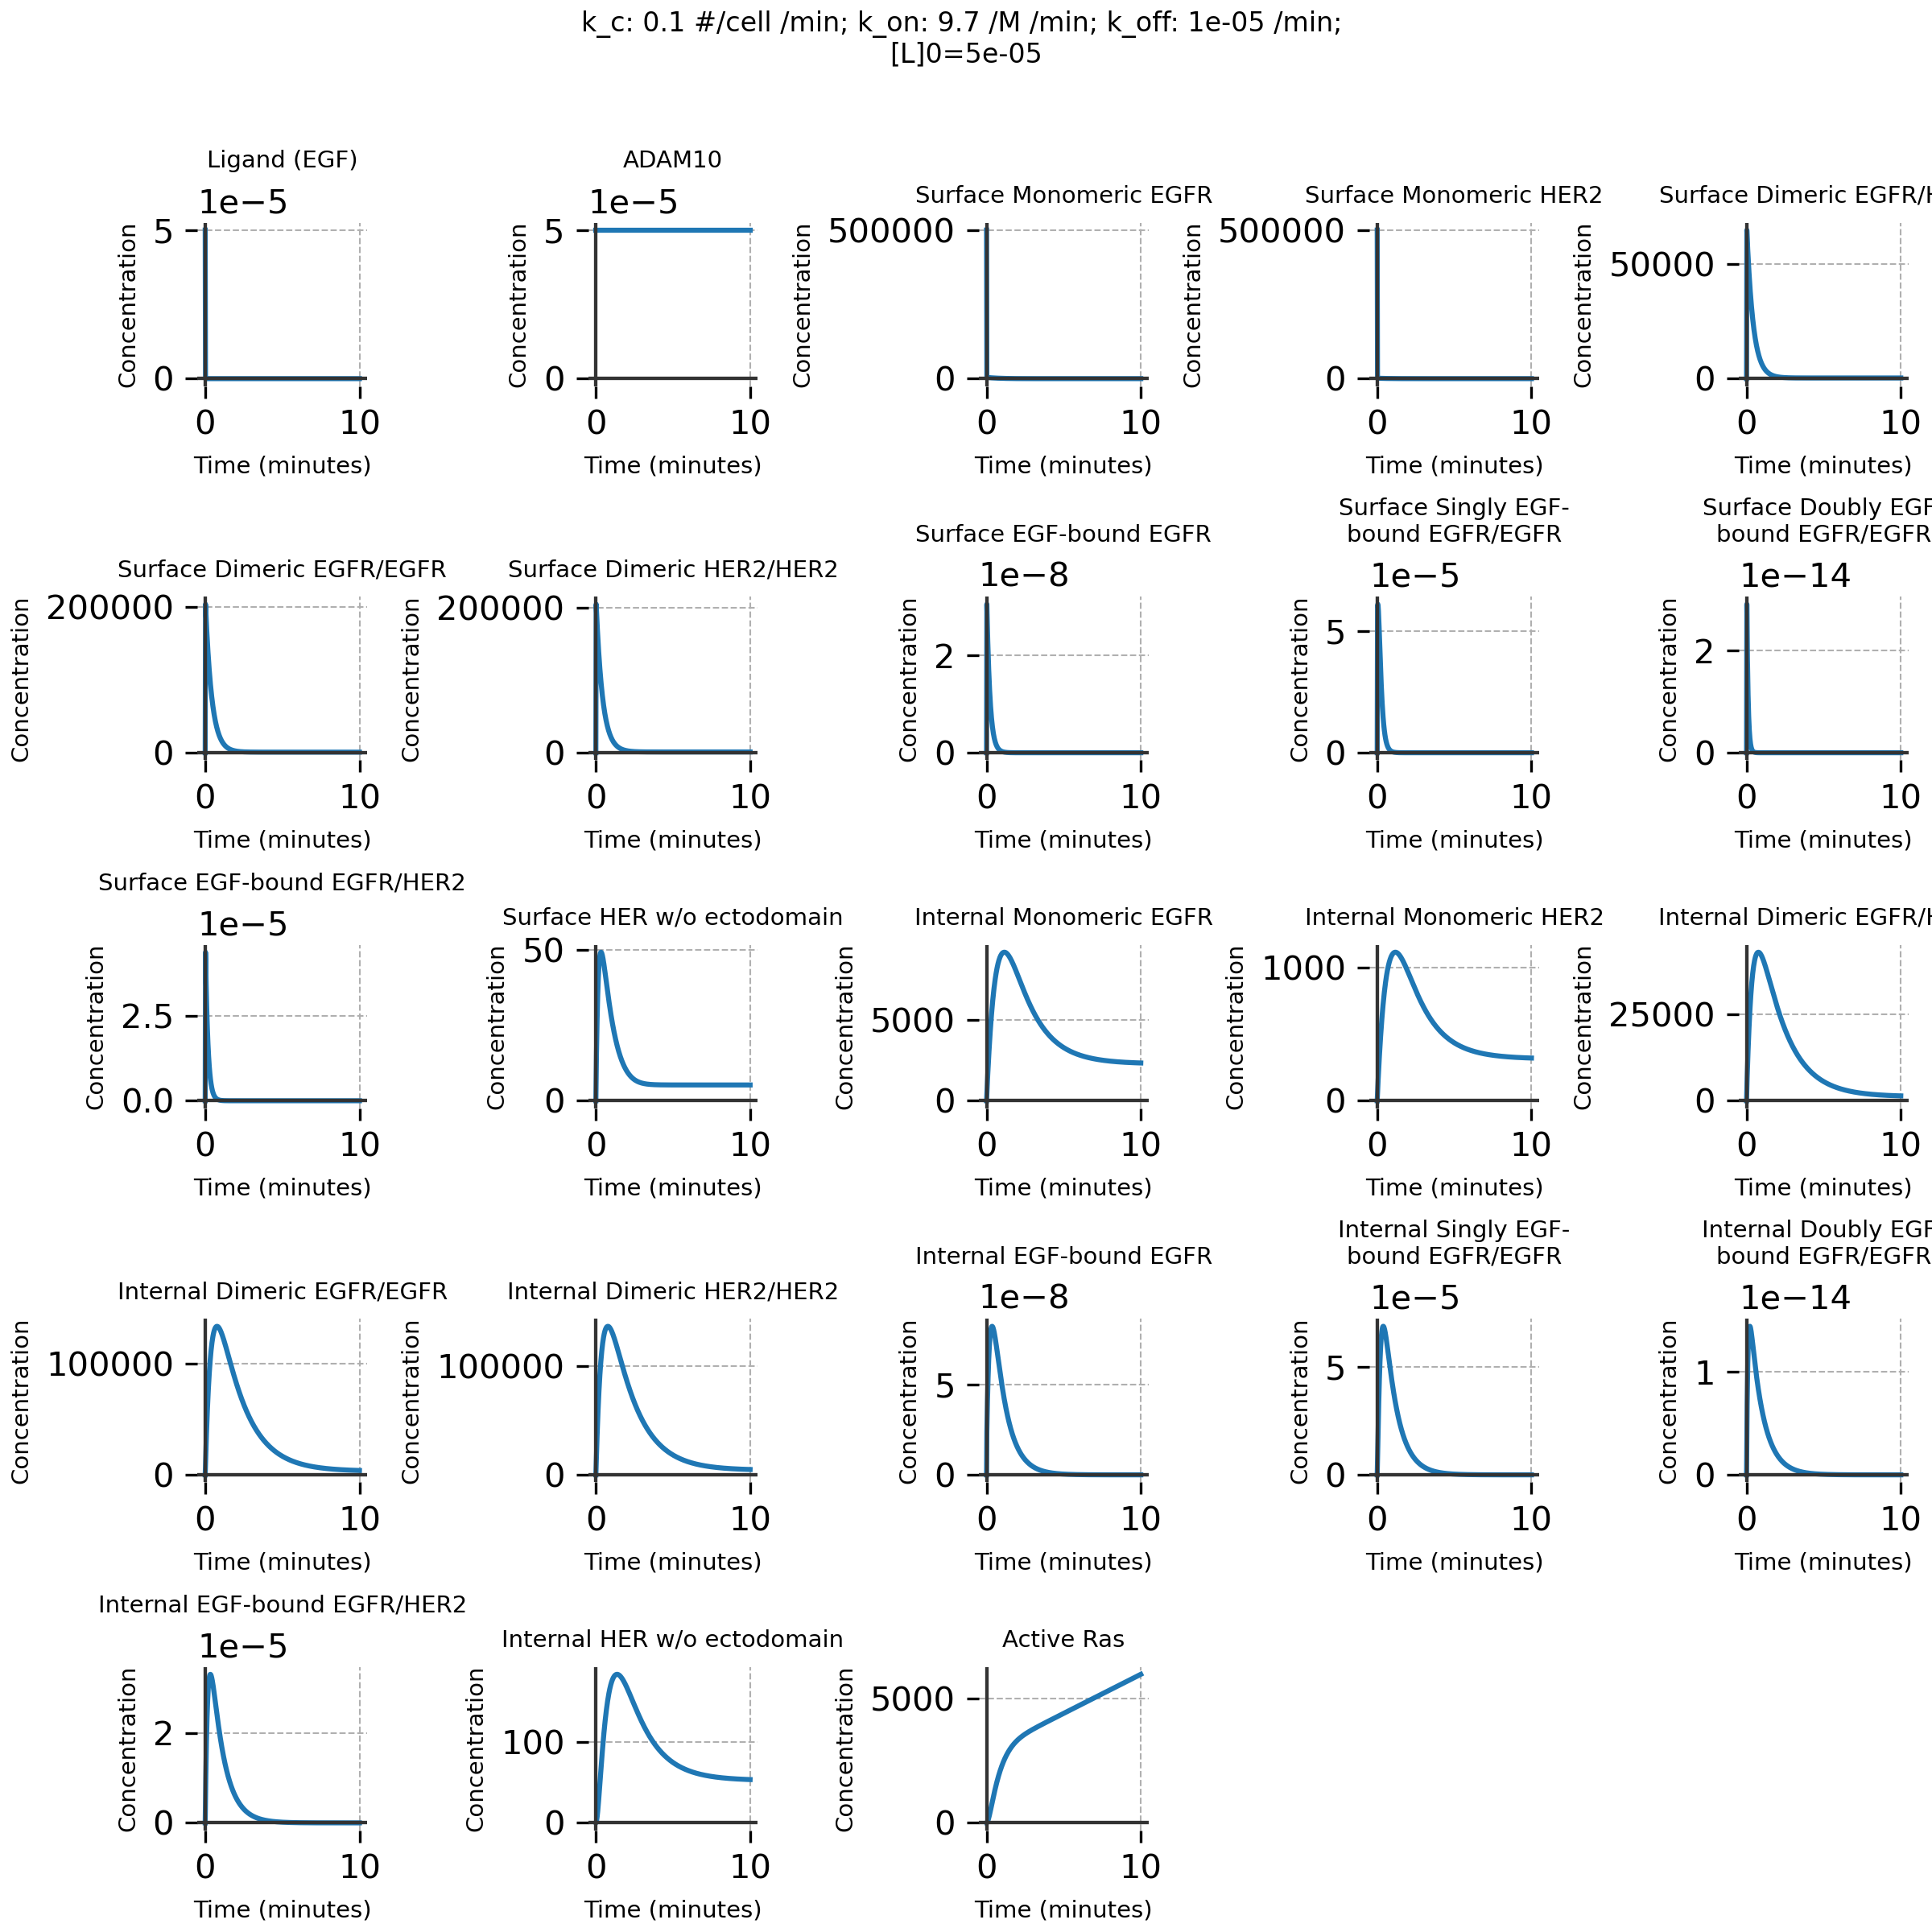 k_c: 0.1 #/cell /min; k_on: 9.7 /M /min; k_off: 1e-05 /min;
[L]0=5e-05
Ligand (EGF)
1e−5
Concentration
5
0
0
10
Time (minutes)
ADAM10
1e−5
Concentration
5
0
0
10
Time (minutes)
Surface Monomeric EGFR
Concentration
500000
0
0
10
Time (minutes)
Surface Monomeric HER2
Concentration
500000
0
0
10
Time (minutes)
Surface Dimeric EGFR/H
Concentration
50000
0
0
10
Time (minutes)
Surface Dimeric EGFR/EGFR
Concentration
200000
0
0
10
Time (minutes)
Surface Dimeric HER2/HER2
Concentration
200000
0
0
10
Time (minutes)
Surface EGF-bound EGFR
1e−8
Concentration
2
0
0
10
Time (minutes)
Surface Singly EGF-
bound EGFR/EGFR
1e−5
Concentration
5
0
0
10
Time (minutes)
Surface Doubly EGF
bound EGFR/EGFR
1e−14
Concentration
2
0
0
10
Time (minutes)
Surface EGF-bound EGFR/HER2
1e−5
Concentration
2.5
0.0
0
10
Time (minutes)
Surface HER w/o ectodomain
Concentration
50
0
0
10
Time (minutes)
Internal Monomeric EGFR
Concentration
5000
0
0
10
Time (minutes)
Internal Monomeric HER2
Concentration
1000
0
0
10
Time (minutes)
Internal Dimeric EGFR/H
Concentration
25000
0
0
10
Time (minutes)
Internal Dimeric EGFR/EGFR
Concentration
100000
0
0
10
Time (minutes)
Internal Dimeric HER2/HER2
Concentration
100000
0
0
10
Time (minutes)
Internal EGF-bound EGFR
1e−8
Concentration
5
0
0
10
Time (minutes)
Internal Singly EGF-
bound EGFR/EGFR
1e−5
Concentration
5
0
0
10
Time (minutes)
Internal Doubly EGF
bound EGFR/EGFR
1e−14
Concentration
1
0
0
10
Time (minutes)
Internal EGF-bound EGFR/HER2
1e−5
Concentration
2
0
0
10
Time (minutes)
Internal HER w/o ectodomain
Concentration
100
0
0
10
Time (minutes)
Active Ras
Concentration
5000
0
0
10
Time (minutes)